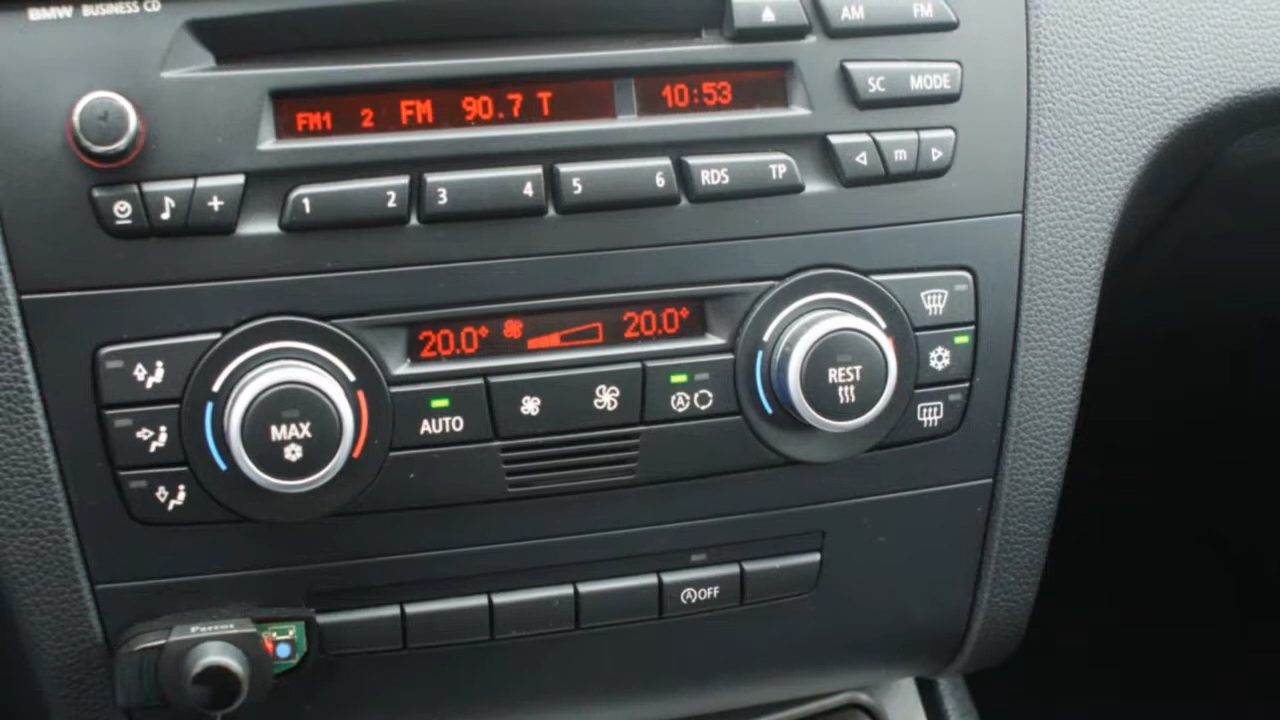 BMW BUSINESS CD
AM FM
SC MODE
FM1 2 FM 90.7 T 10:53
m
1 2 3 4 5 6 RDS TP
+
20.0° 20.0°
MAX
AUTO
A
REST
A OFF
Parrot